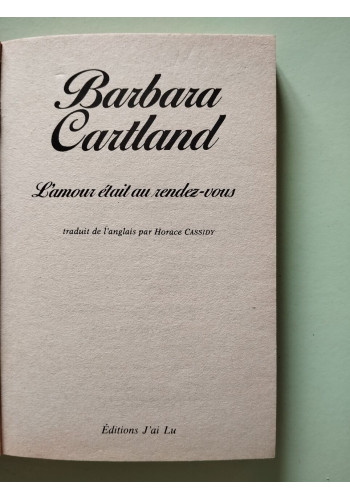 Barbara
Cartland
L'amour était au rendez-vous
traduit de l'anglais par Horace CASSIDY
Éditions J'ai Lu